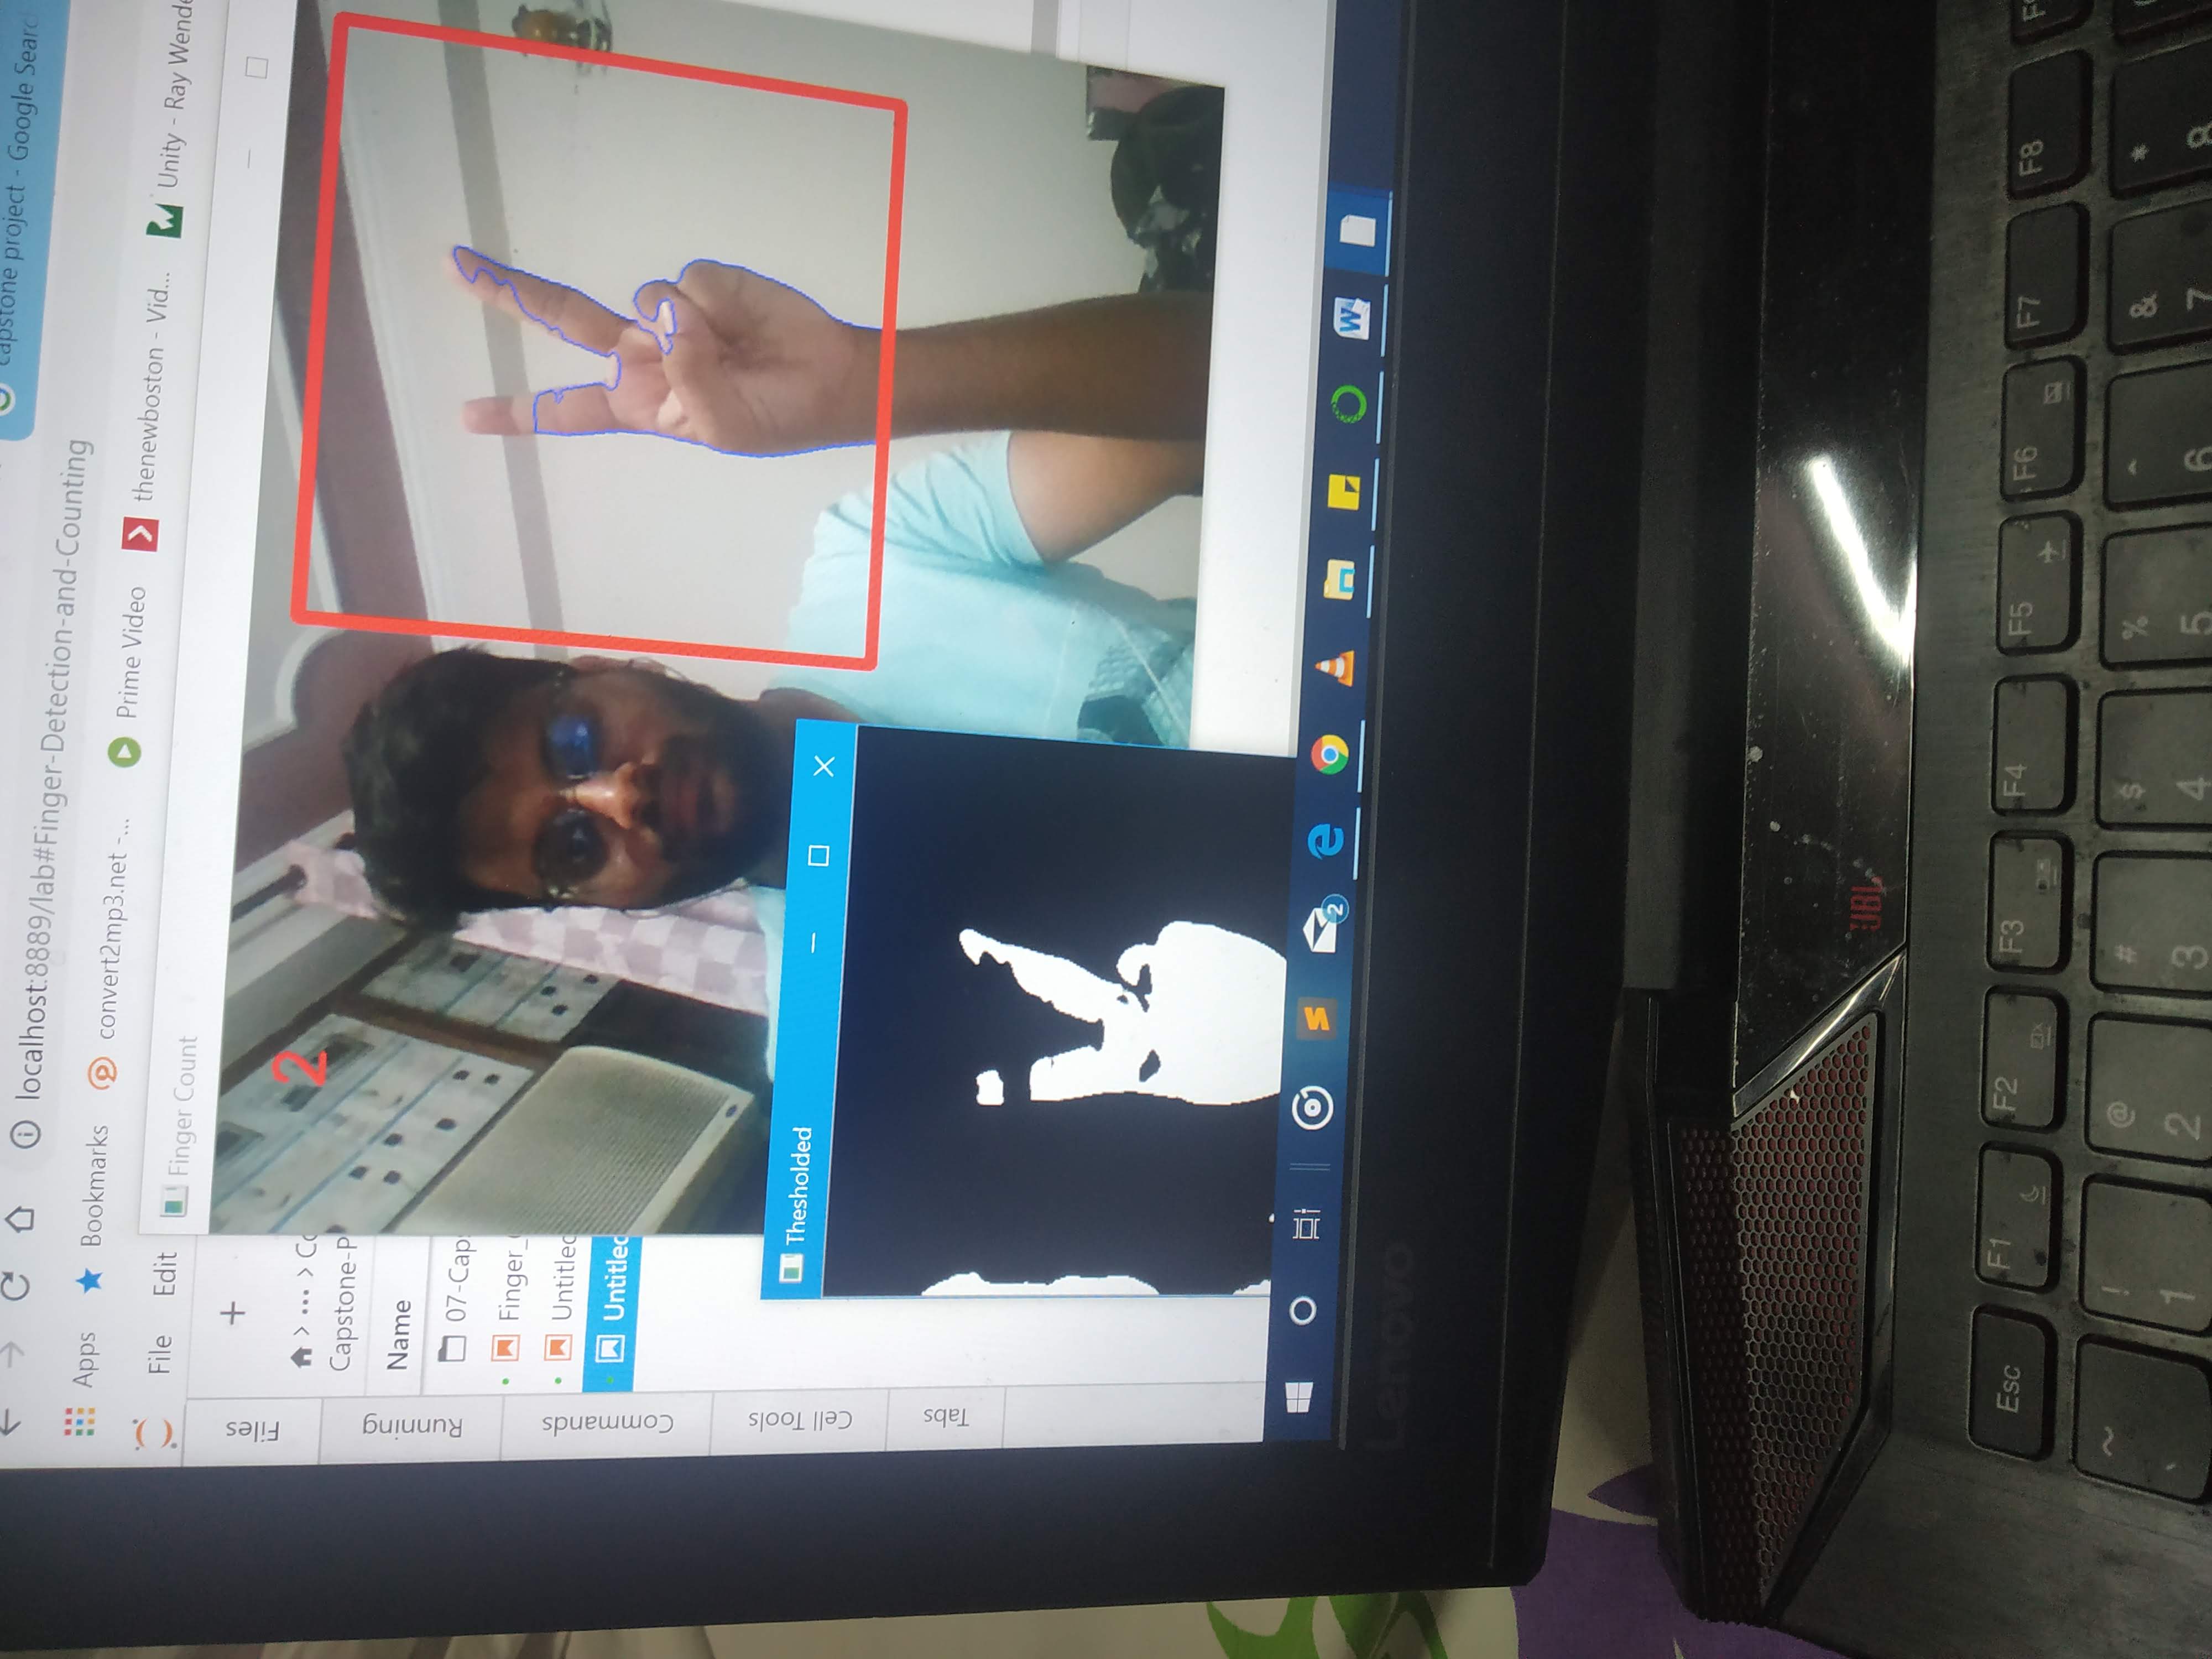 capstone project - Google Searc
localhost:8889/lab#Finger-Detection-and-Counting
Apps Bookmarks convert2mp3.net -... Prime Video thenewboston - Vid... Unity - Ray Wende
File Edit
Finger Count
Files
Running
Commands
Cell Tools
Tabs
... Co
Capstone-P
Name
07-Cap
Finger_
Untitled
Untitled
2
Thesholded
2
Lenovo
JBL
Esc F1 F2 F3 F4 F5 F6 F7 F8 F
~ ! @ # $ % ^ & *
` 1 2 3 4 5 6 7 8